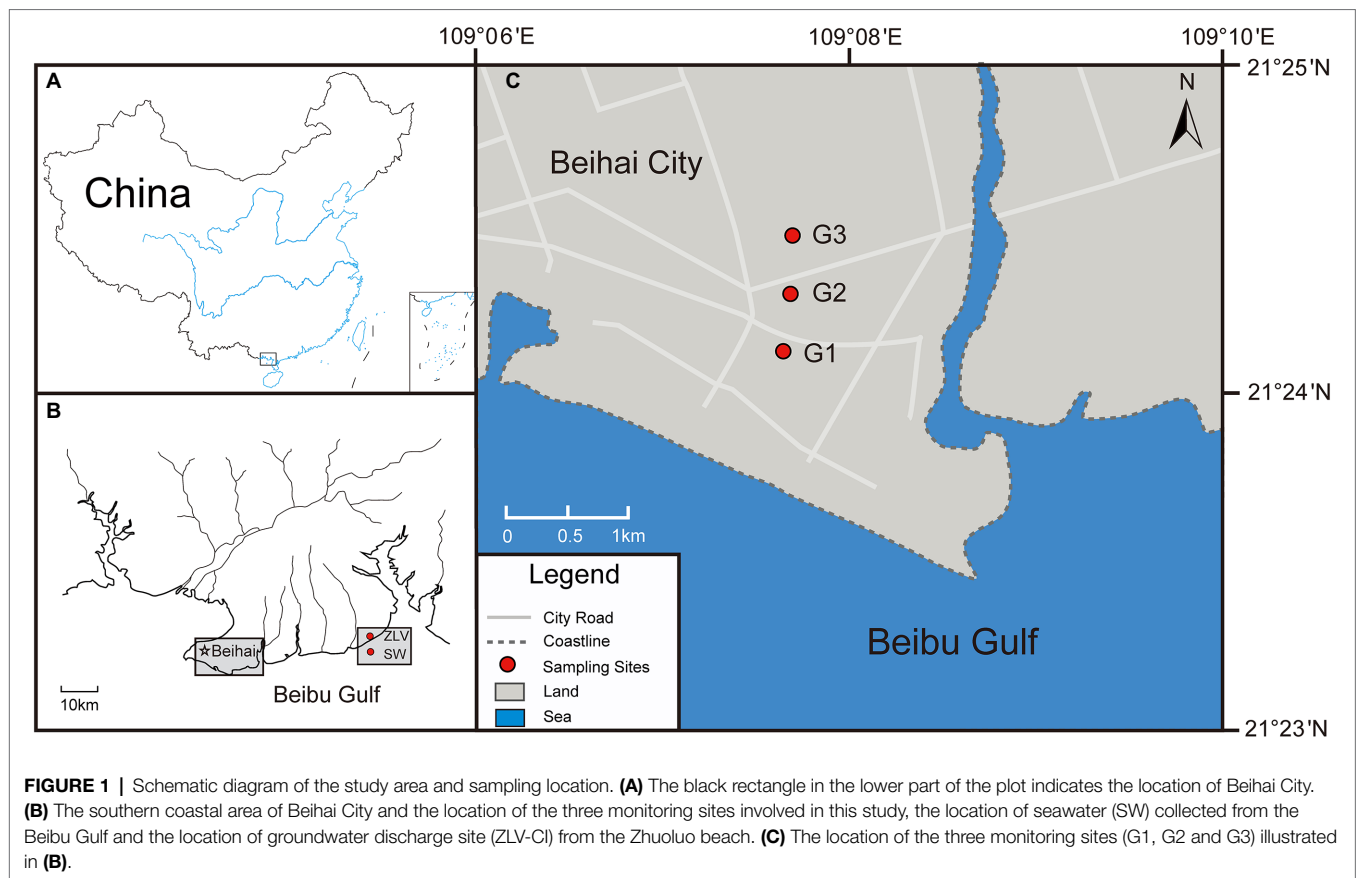 109°06'E
109°08'E
109°10'E
A
China
C
N
21°25'N
Beihai City
G3
G2
G1
21°24'N
B
ZLV
SW
Beihai
10km
Beibu Gulf
0 0.5 1km
Legend
City Road
Coastline
Sampling Sites
Land
Sea
Beibu Gulf
21°23'N
FIGURE 1 | Schematic diagram of the study area and sampling location. (A) The black rectangle in the lower part of the plot indicates the location of Beihai City.
(B) The southern coastal area of Beihai City and the location of the three monitoring sites involved in this study, the location of seawater (SW) collected from the
Beibu Gulf and the location of groundwater discharge site (ZLV-CI) from the Zhuoluo beach. (C) The location of the three monitoring sites (G1, G2 and G3) illustrated
in (B).